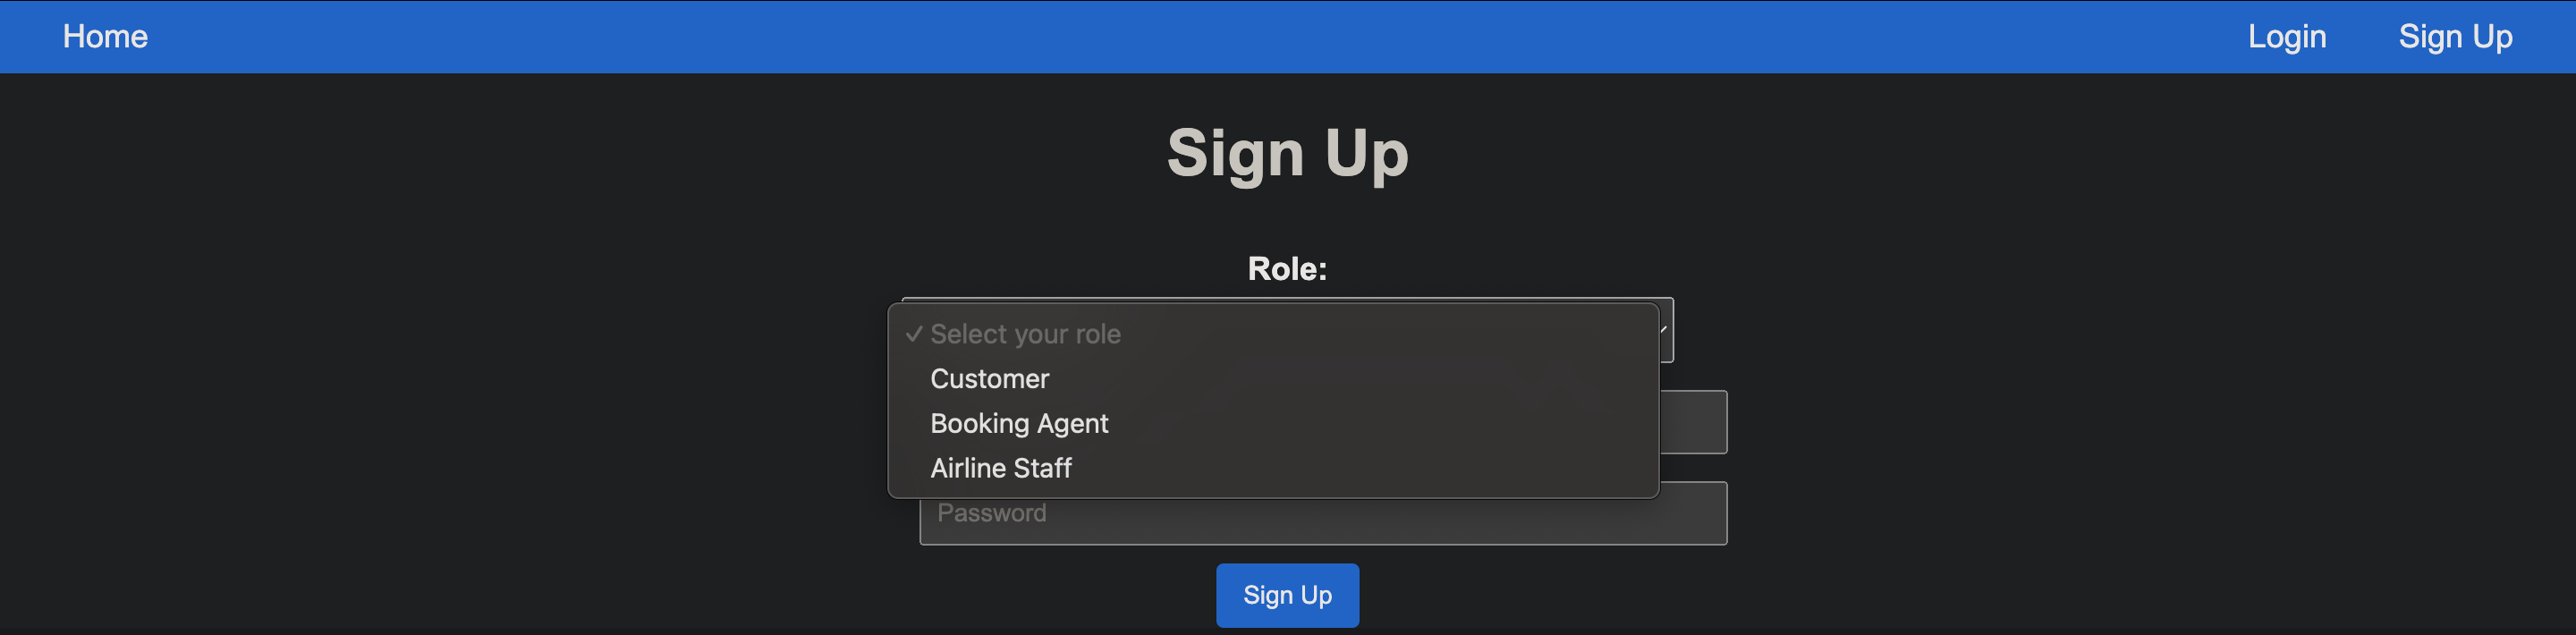 Home Login Sign Up
Sign Up
Role:
Select your role
Customer
Booking Agent
Airline Staff
Password
Sign Up